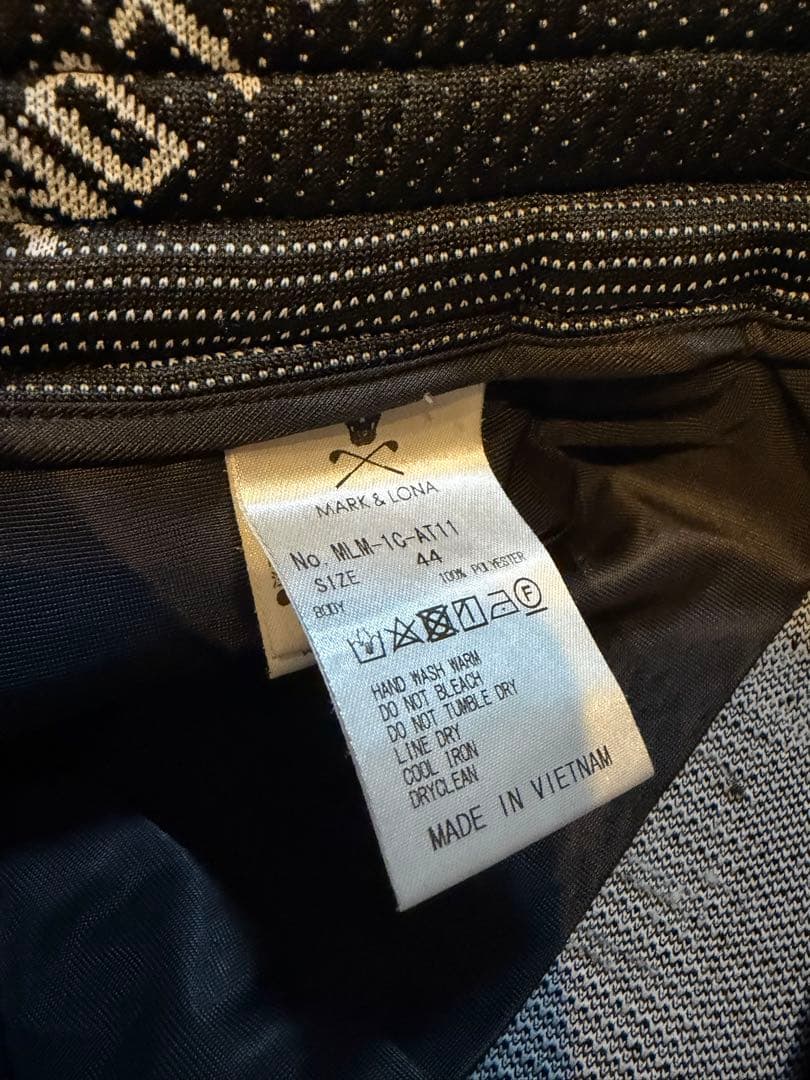 MARK & LONA
No. MLM-1C-AT11
SIZE 44
BODY 100% POLYESTER
F
HAND WASH WARM
DO NOT BLEACH
DO NOT TUMBLE DRY
LINE DRY
COOL IRON
DRYCLEAN
MADE IN VIETNAM